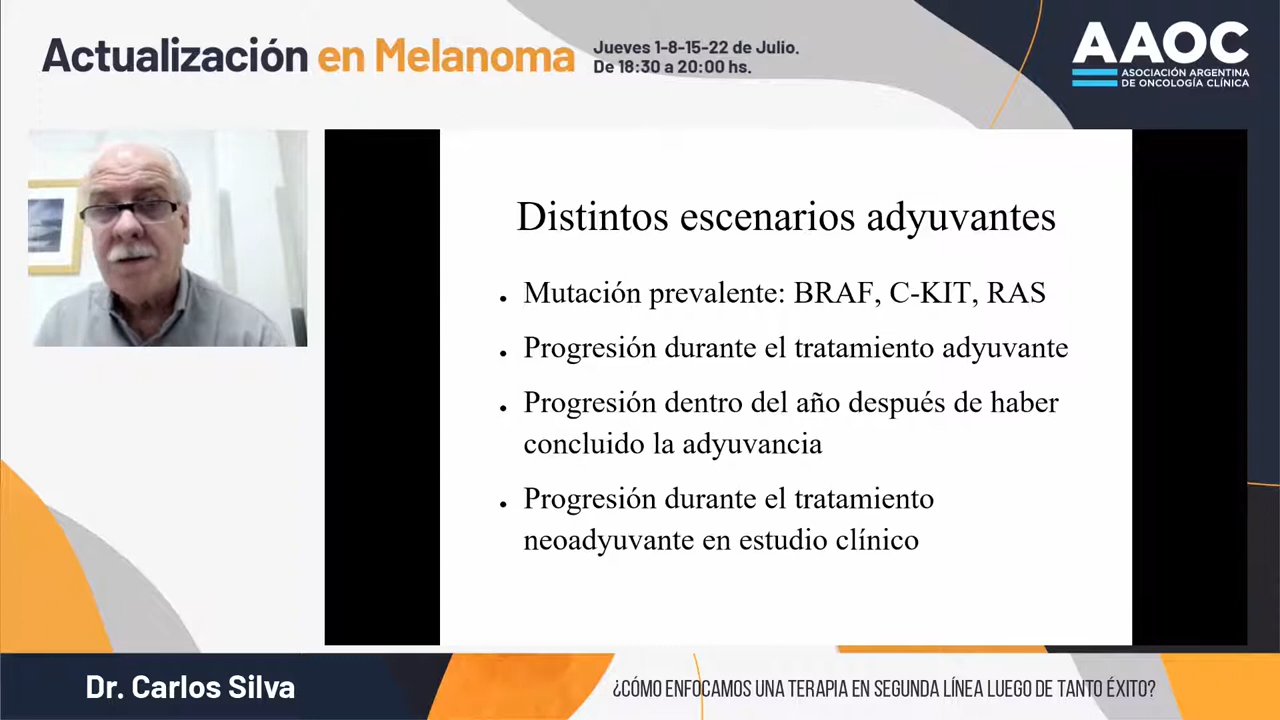 Actualización en Melanoma
Jueves 1-8-15-22 de Julio.
De 18:30 a 20:00 hs.
AAOC
ASOCIACIÓN ARGENTINA
DE ONCOLOGÍA CLÍNICA
Distintos escenarios adyuvantes
• Mutación prevalente: BRAF, C-KIT, RAS
• Progresión durante el tratamiento adyuvante
• Progresión dentro del año después de haber
concluido la adyuvancia
• Progresión durante el tratamiento
neoadyuvante en estudio clínico
Dr. Carlos Silva
¿CÓMO ENFOCAMOS UNA TERAPIA EN SEGUNDA LÍNEA LUEGO DE TANTO ÉXITO?